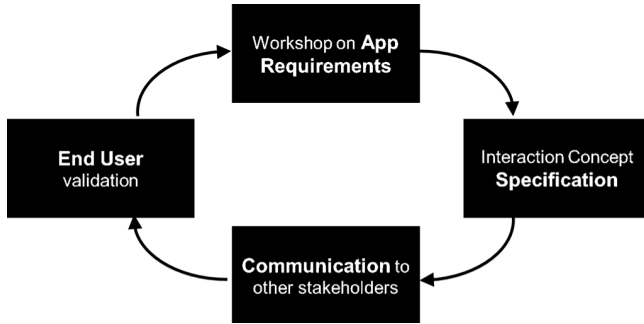 Workshop on App
Requirements
End User
validation
Interaction Concept
Specification
Communication to
other stakeholders